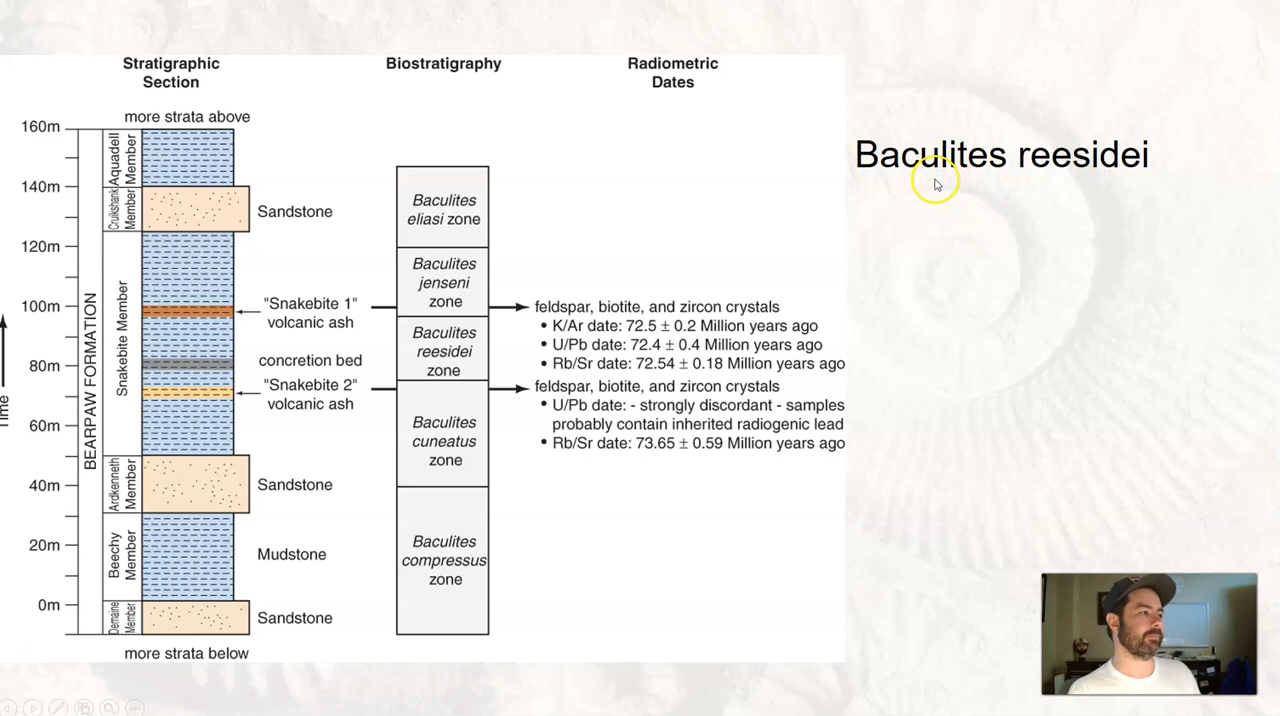 Stratigraphic
Section
Biostratigraphy
Radiometric
Dates
more strata above
160m
140m
120m
100m
80m
60m
40m
20m
0m
Time
BEARPAW FORMATION
Aquadell
Member
Cruikshank
Member
Snakebite Member
Ardkenneth
Member
Beechy
Member
Demaine
Member
Sandstone
"Snakebite 1"
volcanic ash
concretion bed
"Snakebite 2"
volcanic ash
Sandstone
Mudstone
Sandstone
more strata below
Baculites
eliasi zone
Baculites
jenseni
zone
Baculites
reesidei
zone
Baculites
cuneatus
zone
Baculites
compressus
zone
feldspar, biotite, and zircon crystals
• K/Ar date: 72.5 ± 0.2 Million years ago
• U/Pb date: 72.4 ± 0.4 Million years ago
• Rb/Sr date: 72.54 ± 0.18 Million years ago
feldspar, biotite, and zircon crystals
• U/Pb date: - strongly discordant - samples
probably contain inherited radiogenic lead
• Rb/Sr date: 73.65 ± 0.59 Million years ago
Baculites reesidei